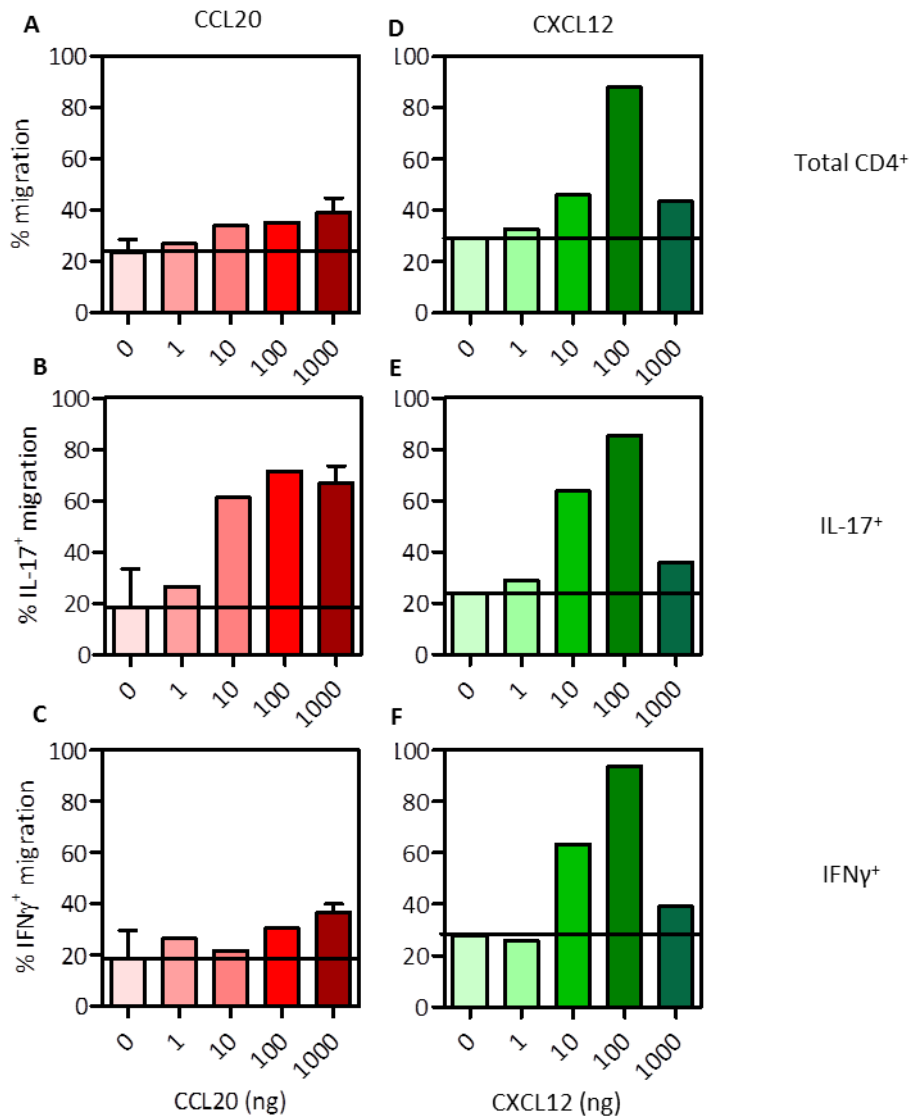 A CCL20
% migration
100
80
60
40
20
0
0 1 10 100 1000
D CXCL12
100
80
60
40
20
0
0 1 10 100 1000
Total CD4⁺
B
% IL-17⁺ migration
100
80
60
40
20
0
0 1 10 100 1000
E
100
80
60
40
20
0
0 1 10 100 1000
IL-17⁺
C
% IFNγ⁺ migration
100
80
60
40
20
0
0 1 10 100 1000
CCL20 (ng)
F
100
80
60
40
20
0
0 1 10 100 1000
CXCL12 (ng)
IFNγ⁺